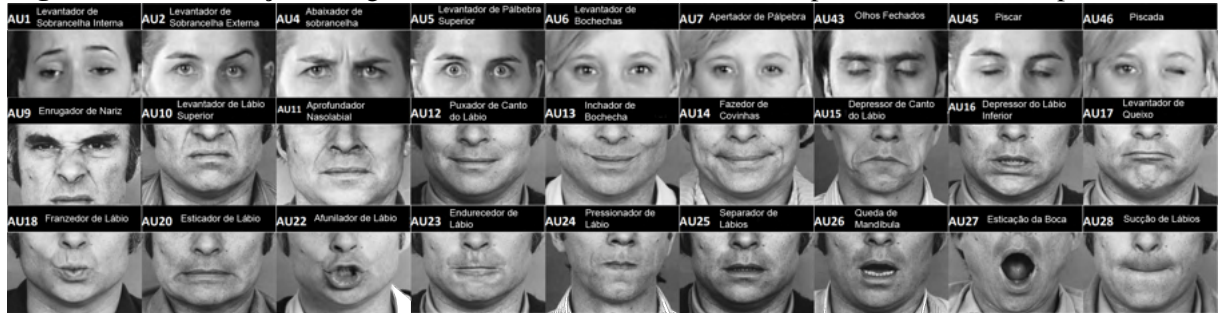 AU1 Levantador de
Sobrancelha Interna
AU2 Levantador de
Sobrancelha Externa
AU4 Abaixador de
sobrancelha
AU5 Levantador de Pálbebra
Superior
AU6 Levantador de
Bochechas
AU7 Apertador de Pálpebra
AU43 Olhos Fechados
AU45 Piscar
AU46 Piscada
AU9 Enrugador de Nariz
AU10 Levantador de Lábio
Superior
AU11 Aprofundador
Nasolabial
AU12 Puxador de Canto
do Lábio
AU13 Inchador de
Bochecha
AU14 Fazedor de
Covinhas
AU15 Depressor de Canto
do Lábio
AU16 Depressor do Lábio
Inferior
AU17 Levantador de
Queixo
AU18 Franzedor de Lábio
AU20 Esticador de Lábio
AU22 Afunilador de Lábio
AU23 Endurecedor de
Lábio
AU24 Pressionador de
Lábio
AU25 Separador de
Lábios
AU26 Queda de
Mandíbula
AU27 Esticação da Boca
AU28 Sucção de Lábios